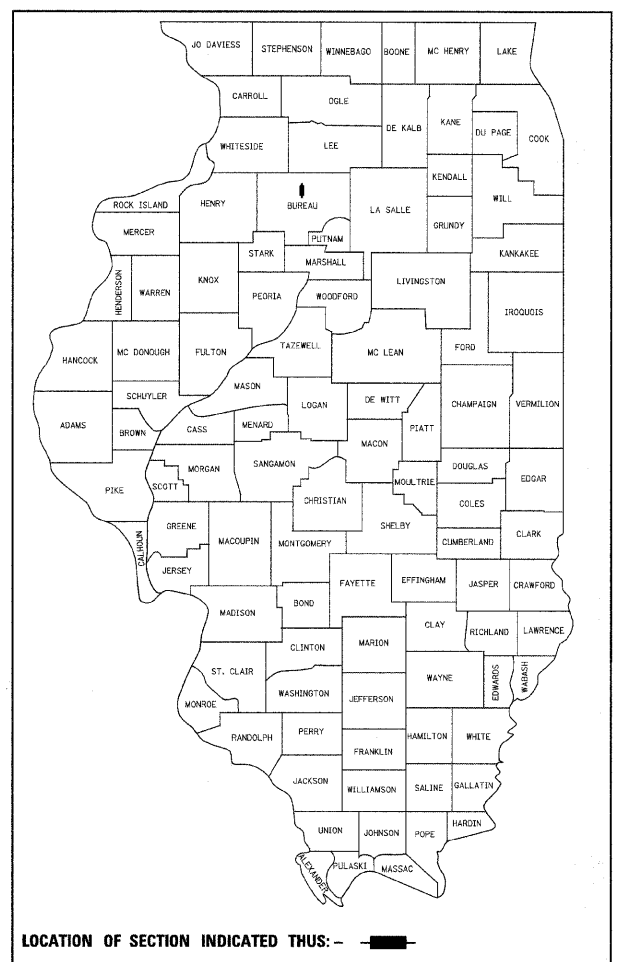 JO DAVIESS
STEPHENSON
WINNEBAGO
BOONE
MC HENRY
LAKE
CARROLL
OGLE
DE KALB
KANE
DU PAGE
COOK
WHITESIDE
LEE
KENDALL
WILL
ROCK ISLAND
HENRY
BUREAU
LA SALLE
GRUNDY
MERCER
PUTNAM
KANKAKEE
STARK
MARSHALL
HENDERSON
WARREN
KNOX
PEORIA
WOODFORD
LIVINGSTON
IROQUOIS
HANCOCK
MC DONOUGH
FULTON
TAZEWELL
MC LEAN
FORD
SCHUYLER
MASON
LOGAN
DE WITT
CHAMPAIGN
VERMILION
ADAMS
BROWN
CASS
MENARD
MACON
PIATT
PIKE
SCOTT
MORGAN
SANGAMON
CHRISTIAN
MOULTRIE
DOUGLAS
EDGAR
COLES
CALHOUN
GREENE
MACOUPIN
MONTGOMERY
SHELBY
CUMBERLAND
CLARK
JERSEY
FAYETTE
EFFINGHAM
JASPER
CRAWFORD
MADISON
BOND
CLAY
RICHLAND
LAWRENCE
CLINTON
MARION
ST. CLAIR
WAYNE
EDWARDS
WABASH
WASHINGTON
JEFFERSON
MONROE
RANDOLPH
PERRY
HAMILTON
WHITE
FRANKLIN
JACKSON
WILLIAMSON
SALINE
GALLATIN
UNION
JOHNSON
POPE
HARDIN
ALEXANDER
PULASKI
MASSAC
LOCATION OF SECTION INDICATED THUS: -